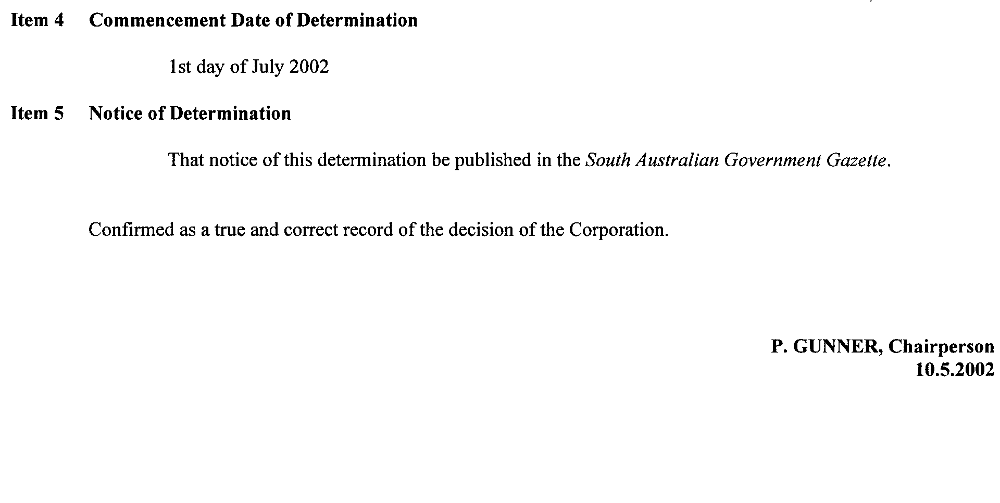 Item 4 Commencement Date of Determination
1st day of July 2002
Item 5 Notice of Determination
That notice of this determination be published in the South Australian Government Gazette.
Confirmed as a true and correct record of the decision of the Corporation.
P. GUNNER, Chairperson
10.5.2002